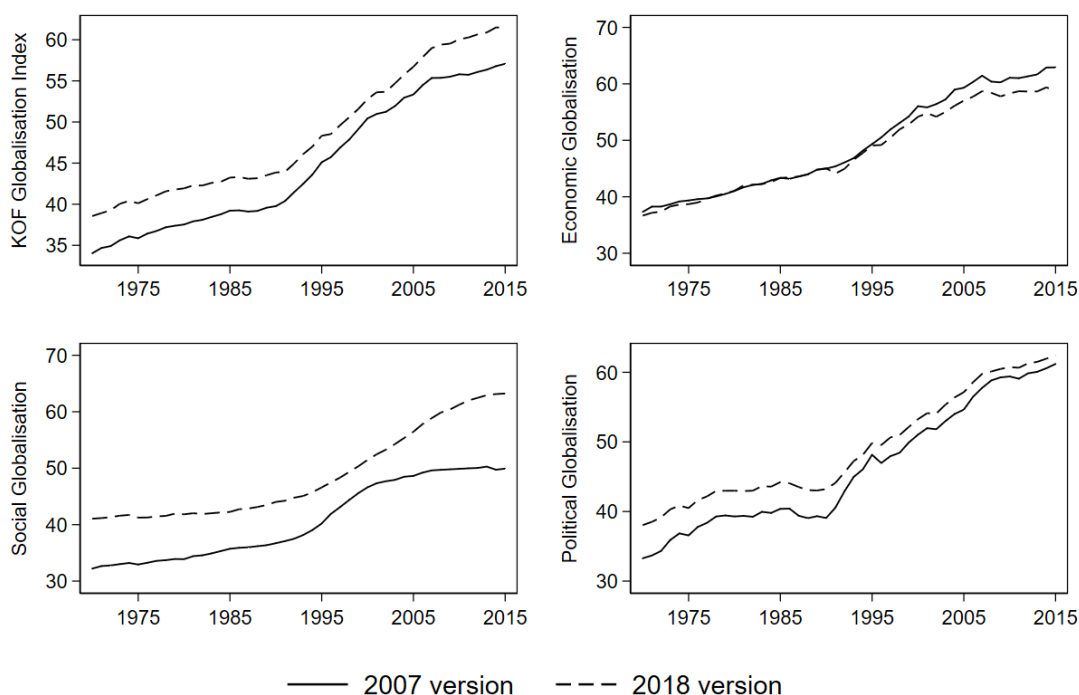 KOF Globalisation Index
60
55
50
45
40
35
1975 1985 1995 2005 2015
Economic Globalisation
70
60
50
40
30
1975 1985 1995 2005 2015
Social Globalisation
70
60
50
40
30
1975 1985 1995 2005 2015
Political Globalisation
60
50
40
30
1975 1985 1995 2005 2015
2007 version 2018 version